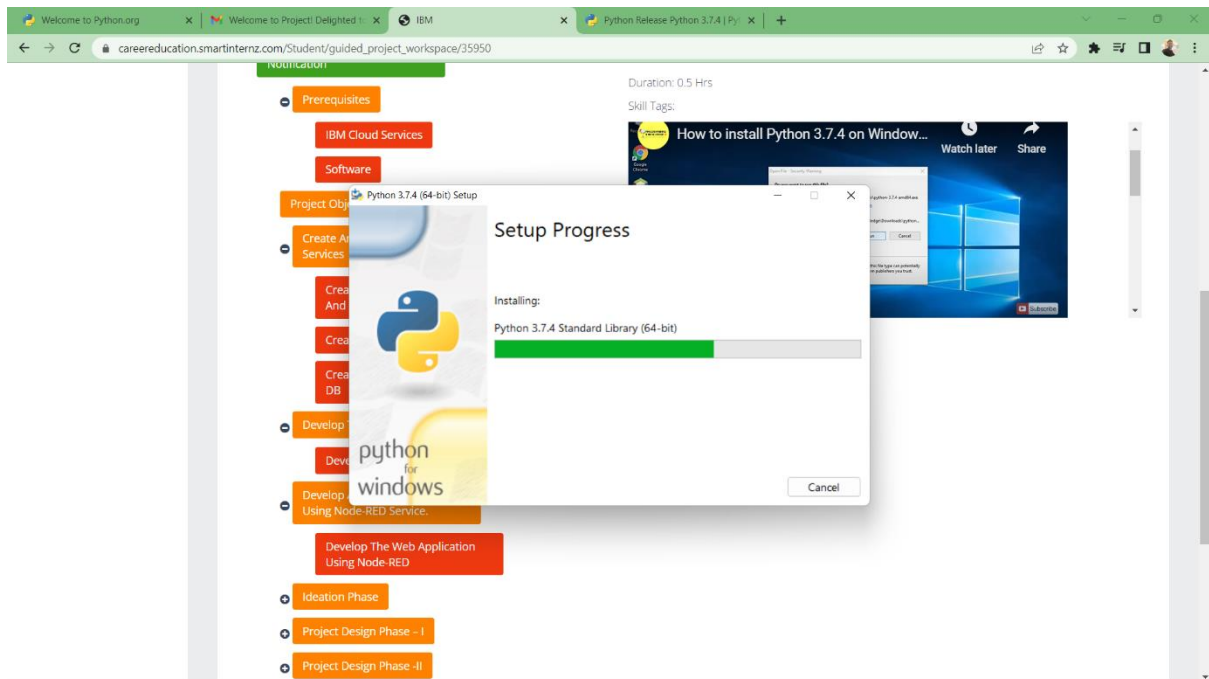 Welcome to Python.org
Welcome to Project! Delighted to
IBM
Python Release Python 3.7.4 | Pyt
careereducation.smartinternz.com/Student/guided_project_workspace/35950
Notification
Prerequisites
IBM Cloud Services
Software
Project Obj
Create An
Services
Crea
And
Crea
Crea
DB
Develop
Deve
Develop
Using Node-RED Service.
Develop The Web Application
Using Node-RED
Ideation Phase
Project Design Phase – I
Project Design Phase -II
Duration: 0.5 Hrs
Skill Tags:
How to install Python 3.7.4 on Window...
Watch later
Share
Cancel
Subscribe
Python 3.7.4 (64-bit) Setup
Setup Progress
Installing:
Python 3.7.4 Standard Library (64-bit)
python
for
windows
Cancel